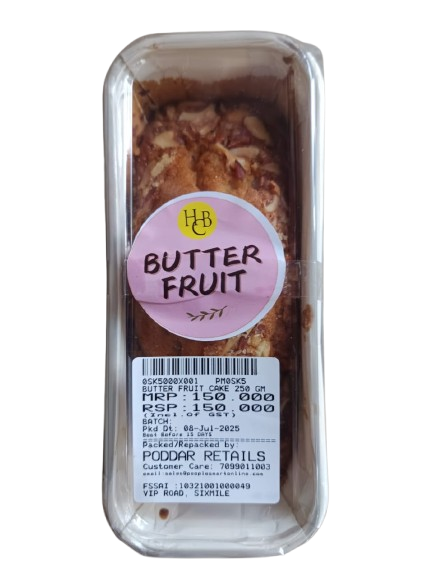 HCB
BUTTER
FRUIT
0SK5000X001 PM0SK5
BUTTER FRUIT CAKE 250 GM
MRP:150.000
RSP:150.000
(Incl.of GST)
BATCH:
Pkd Dt: 08-Jul-2025
Best Before 15 DAYS
Packed/Repacked by
PODDAR RETAILS
Customer Care: 7099011003
FSSAI :10321001000049
VIP ROAD, SIXMILE